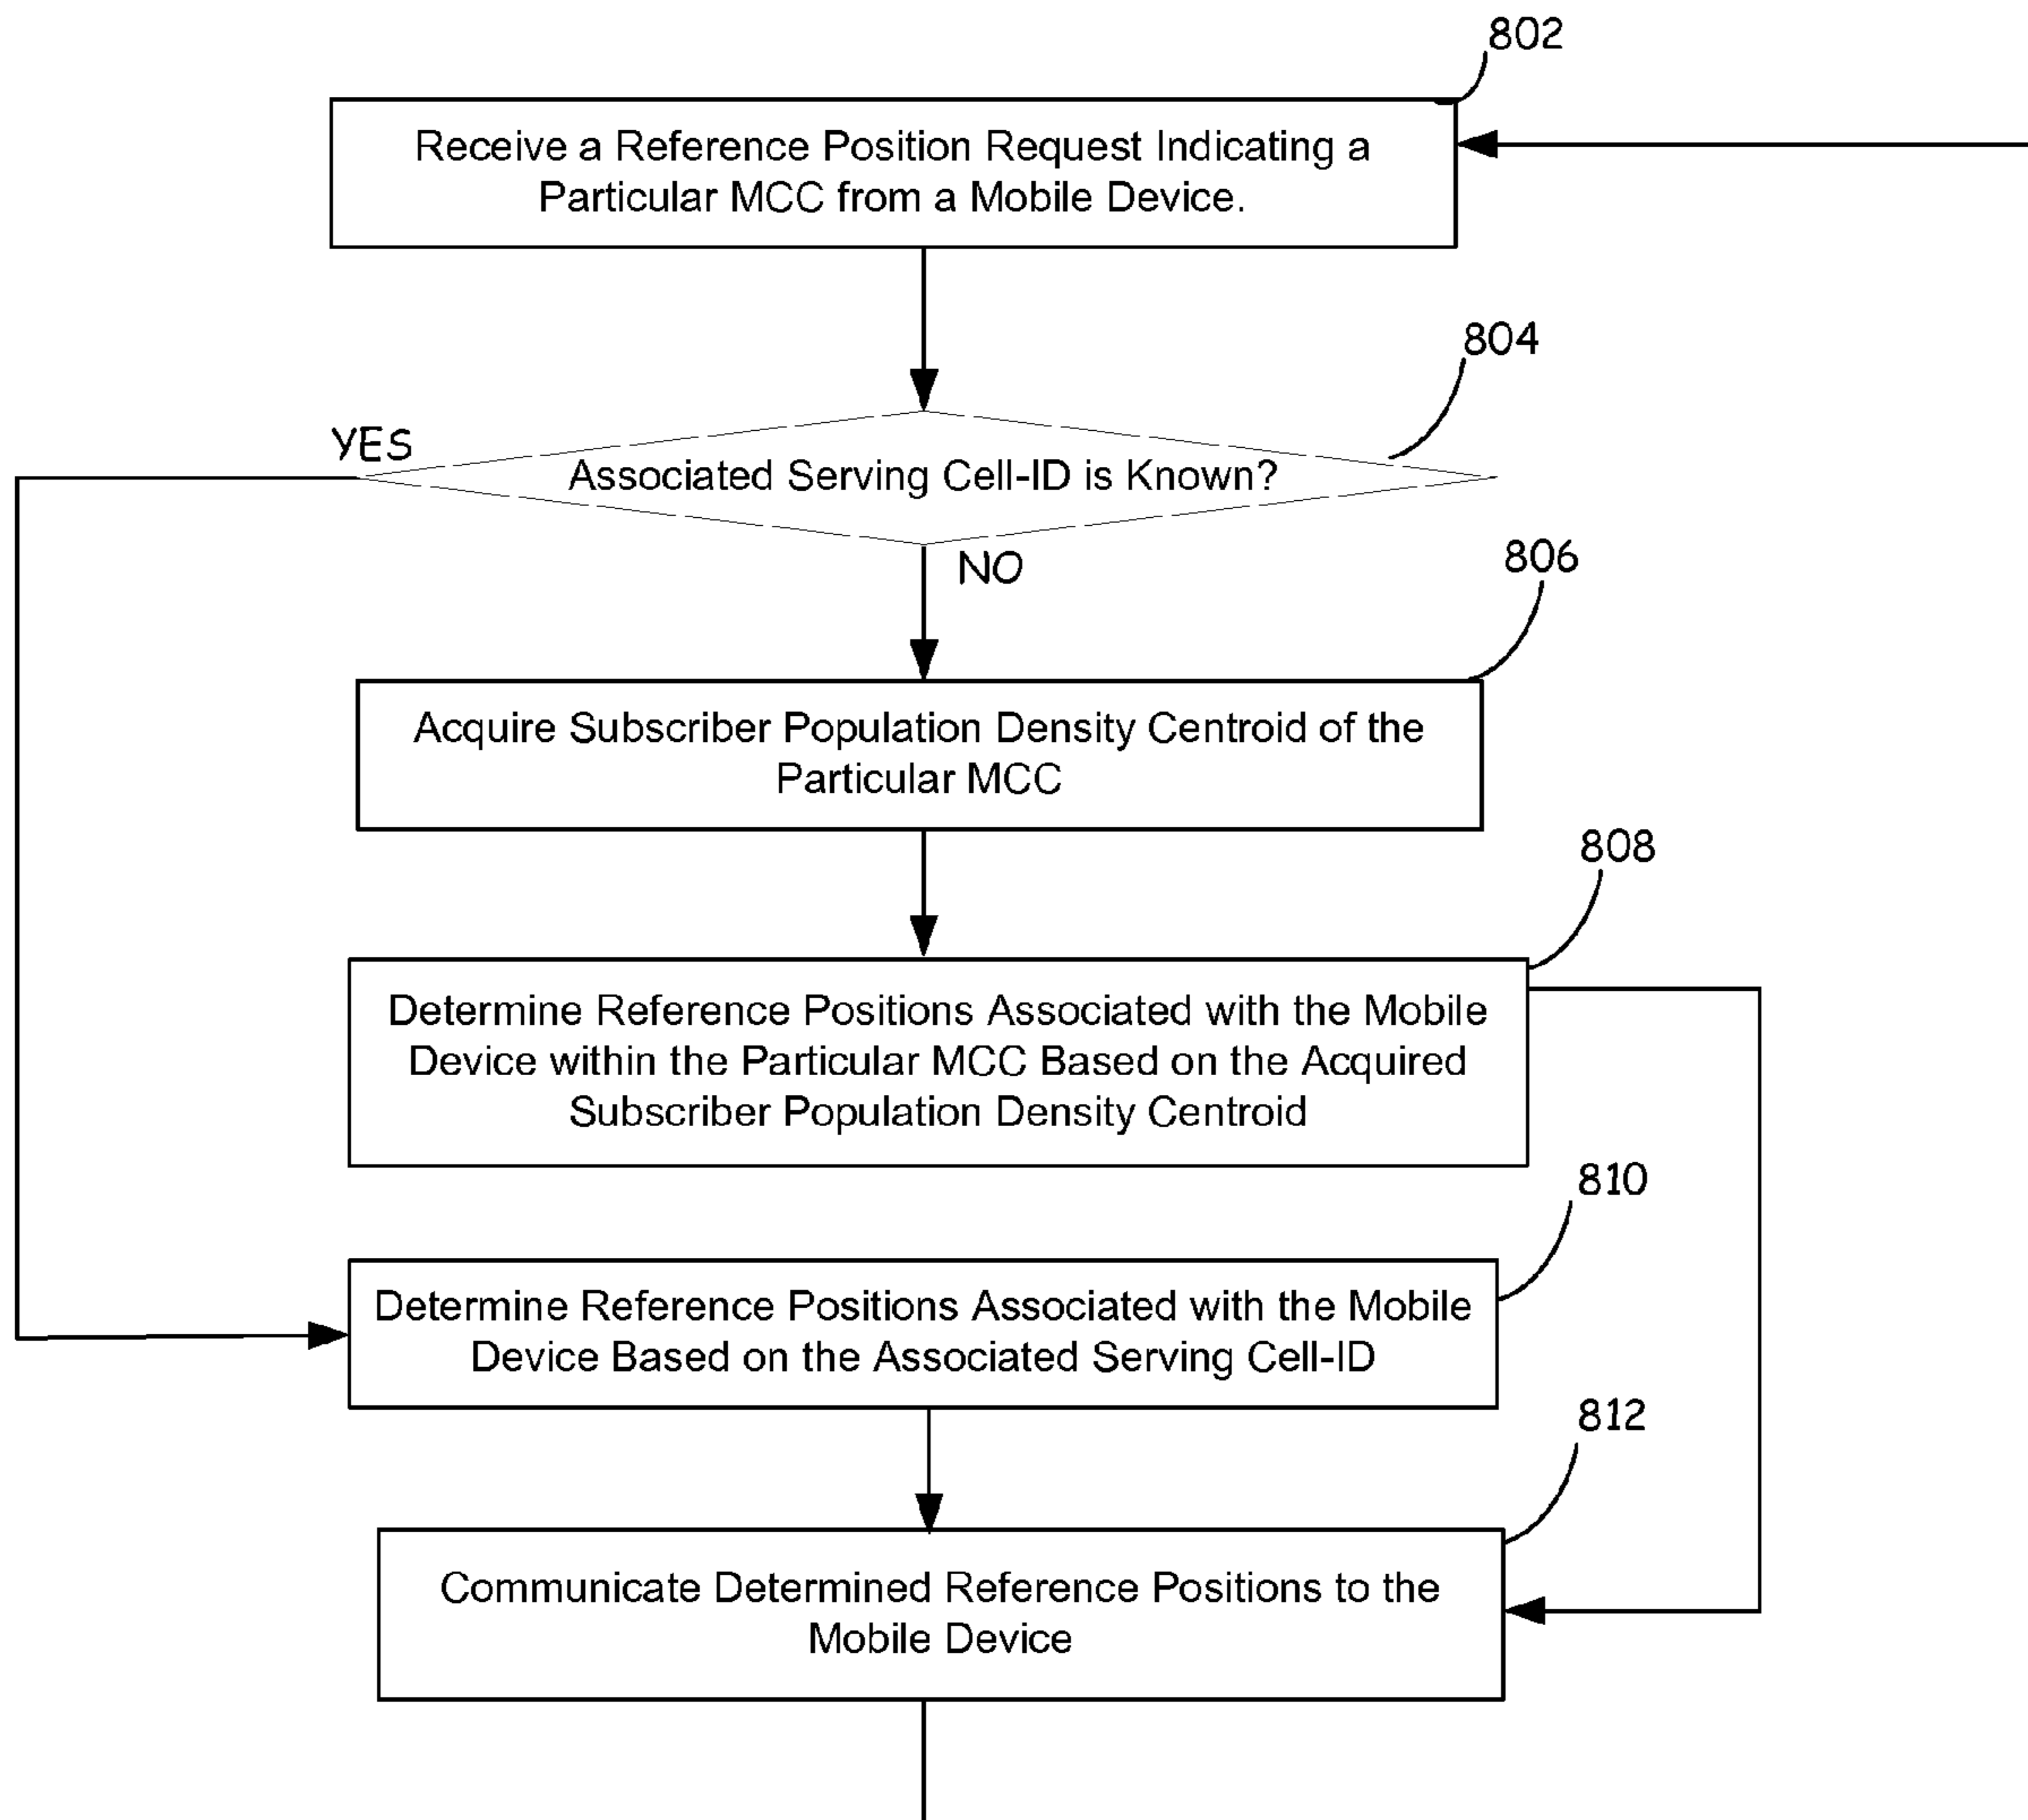 802
Receive a Reference Position Request Indicating a
Particular MCC from a Mobile Device.
804
YES
Associated Serving Cell-ID is Known?
NO
806
Acquire Subscriber Population Density Centroid of the
Particular MCC
808
Determine Reference Positions Associated with the Mobile
Device within the Particular MCC Based on the Acquired
Subscriber Population Density Centroid
810
Determine Reference Positions Associated with the Mobile
Device Based on the Associated Serving Cell-ID
812
Communicate Determined Reference Positions to the
Mobile Device